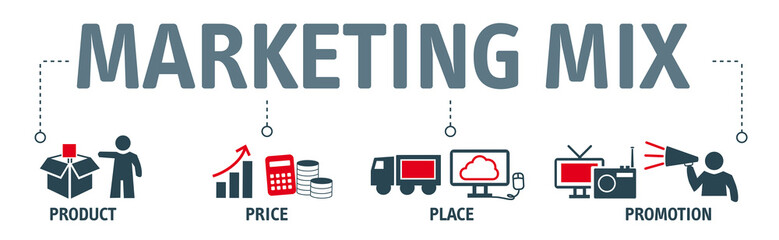 MARKETING MIX
PRODUCT
PRICE
PLACE
PROMOTION